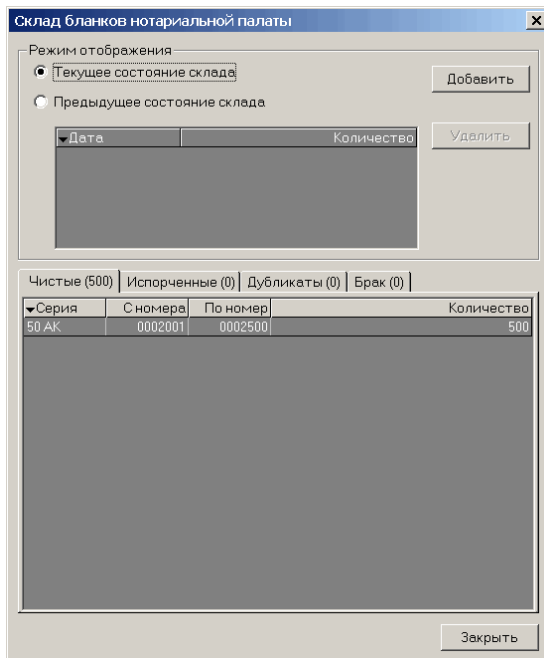 Склад бланков нотариальной палаты
Режим отображения
Текущее состояние склада
Добавить
Предыдущее состояние склада
Дата Количество
Удалить
Чистые (500) Испорченные (0) Дубликаты (0) Брак (0)
Серия С номера По номер Количество
50 АК 0002001 0002500 500
Закрыть